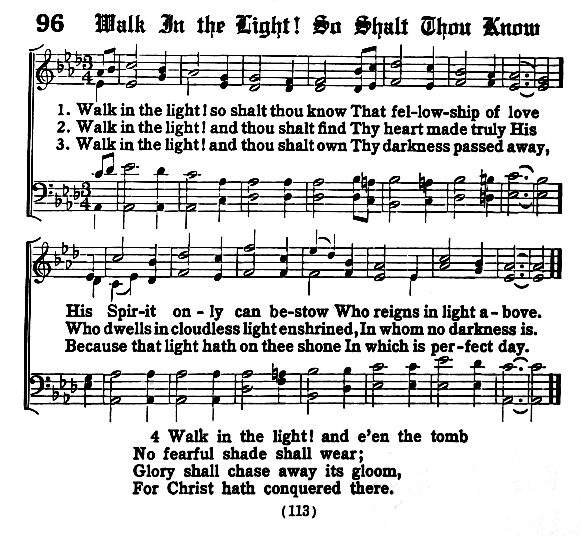 96 Walk In the Light! So Shalt Thou Know
3
4
1. Walk in the light! so shalt thou know That fel-low-ship of love
2. Walk in the light! and thou shalt find Thy heart made truly His
3. Walk in the light! and thou shalt own Thy darkness passed away,
3
4
His Spir-it on-ly can be-stow Who reigns in light a-bove.
Who dwells in cloudless light enshrined, In whom no darkness is.
Because that light hath on thee shone In which is per-fect day.
4 Walk in the light! and e'en the tomb
No fearful shade shall wear;
Glory shall chase away its gloom,
For Christ hath conquered there.
(113)